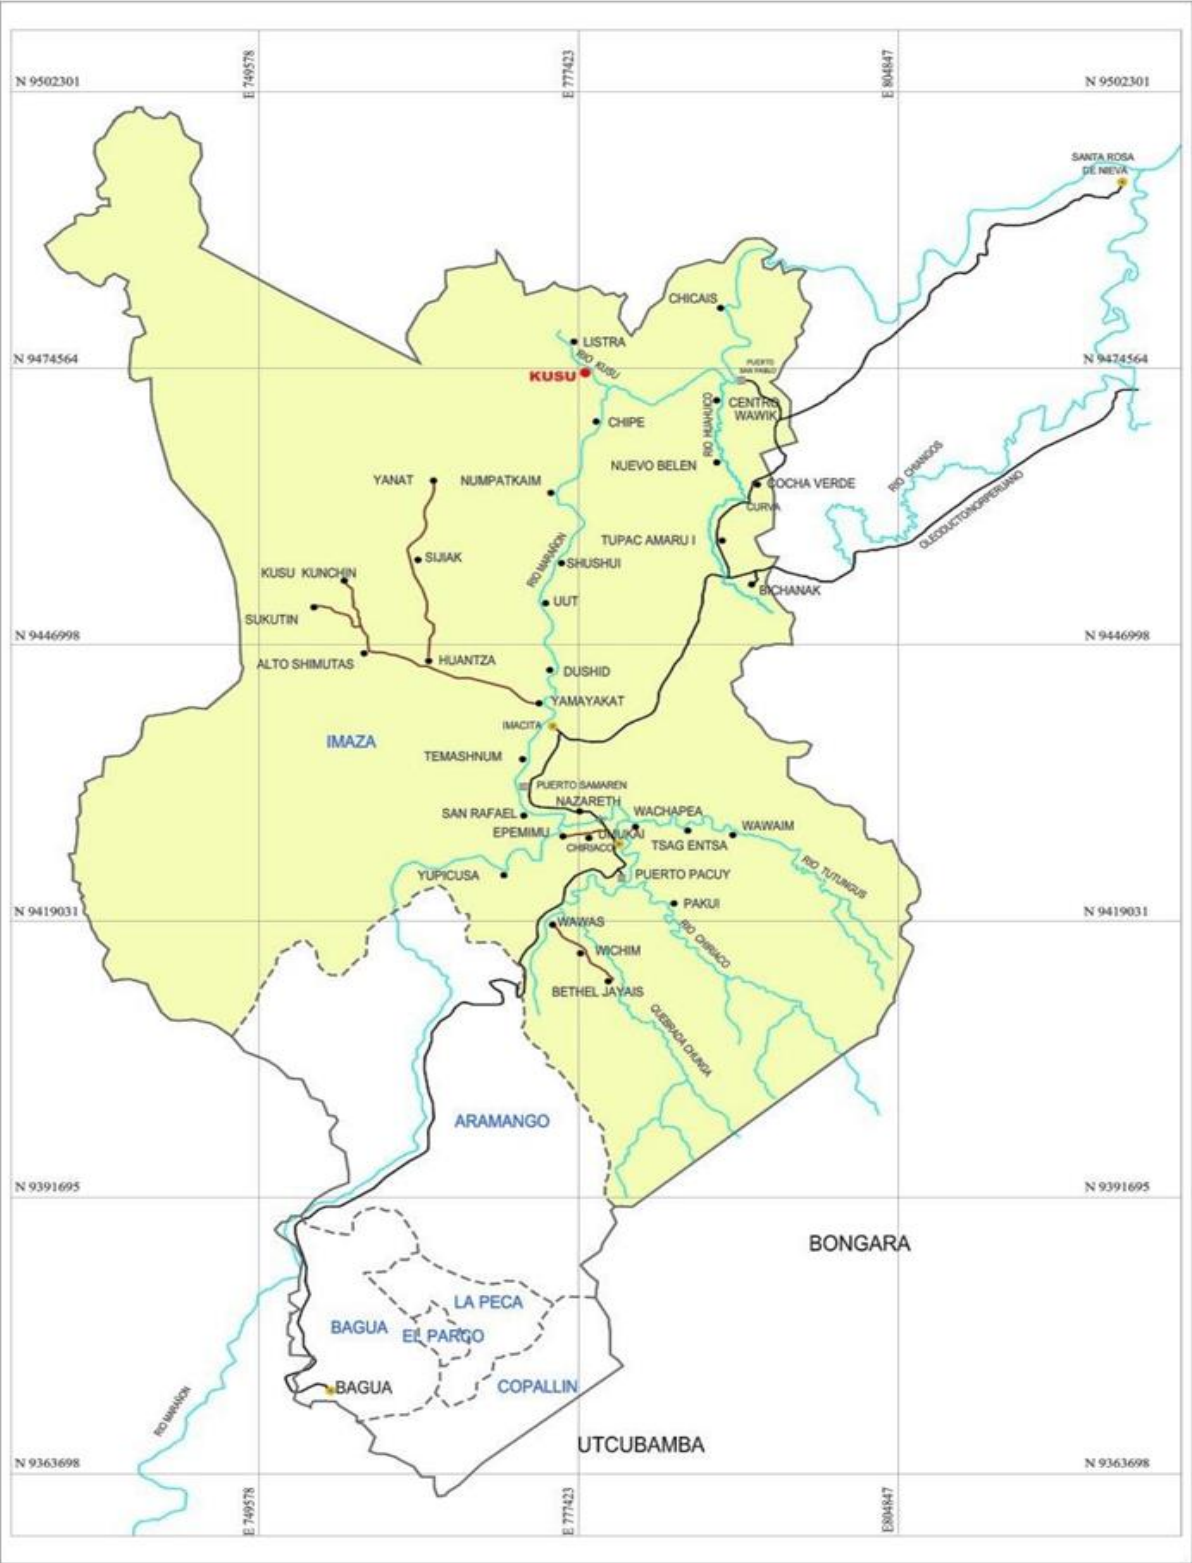 E 749578
E 777423
E 804847
N 9502301
N 9502301
SANTA ROSA
DE NIEVA
CHICAIS
LISTRA
RIO KUSU
N 9474564
N 9474564
PUERTO
SAN PABLO
KUSU
CENTRO
WAWIK
RIO HUAHUICO
CHIPE
NUEVO BELEN
RIO CHIANGOS
YANAT
NUMPATKAIM
COCHA VERDE
CURVA
OLEODUCTO/NORPERUANO
TUPAC AMARU I
RIO MARAÑON
SIJIAK
SHUSHUI
KUSU KUNCHIN
BICHANAK
UUT
SUKUTIN
N 9446998
N 9446998
ALTO SHIMUTAS
HUANTZA
DUSHID
YAMAYAKAT
IMACITA
IMAZA
TEMASHNUM
PUERTO SAMAREN
NAZARETH
SAN RAFAEL
WACHAPEA
WAWAIM
EPEMIMU
UMUKAI
CHIRIACO
TSAG ENTSA
RIO TUTUNGUS
YUPICUSA
PUERTO PACUY
PAKUI
N 9419031
N 9419031
WAWAS
RIO CHIRIACO
WICHIM
BETHEL JAYAIS
QUEBRADA CHUNGA
ARAMANGO
N 9391695
N 9391695
BONGARA
LA PECA
BAGUA
EL PARCO
BAGUA
COPALLIN
RIO MARAÑON
UTCUBAMBA
N 9363698
N 9363698
E 749578
E 777423
E804847